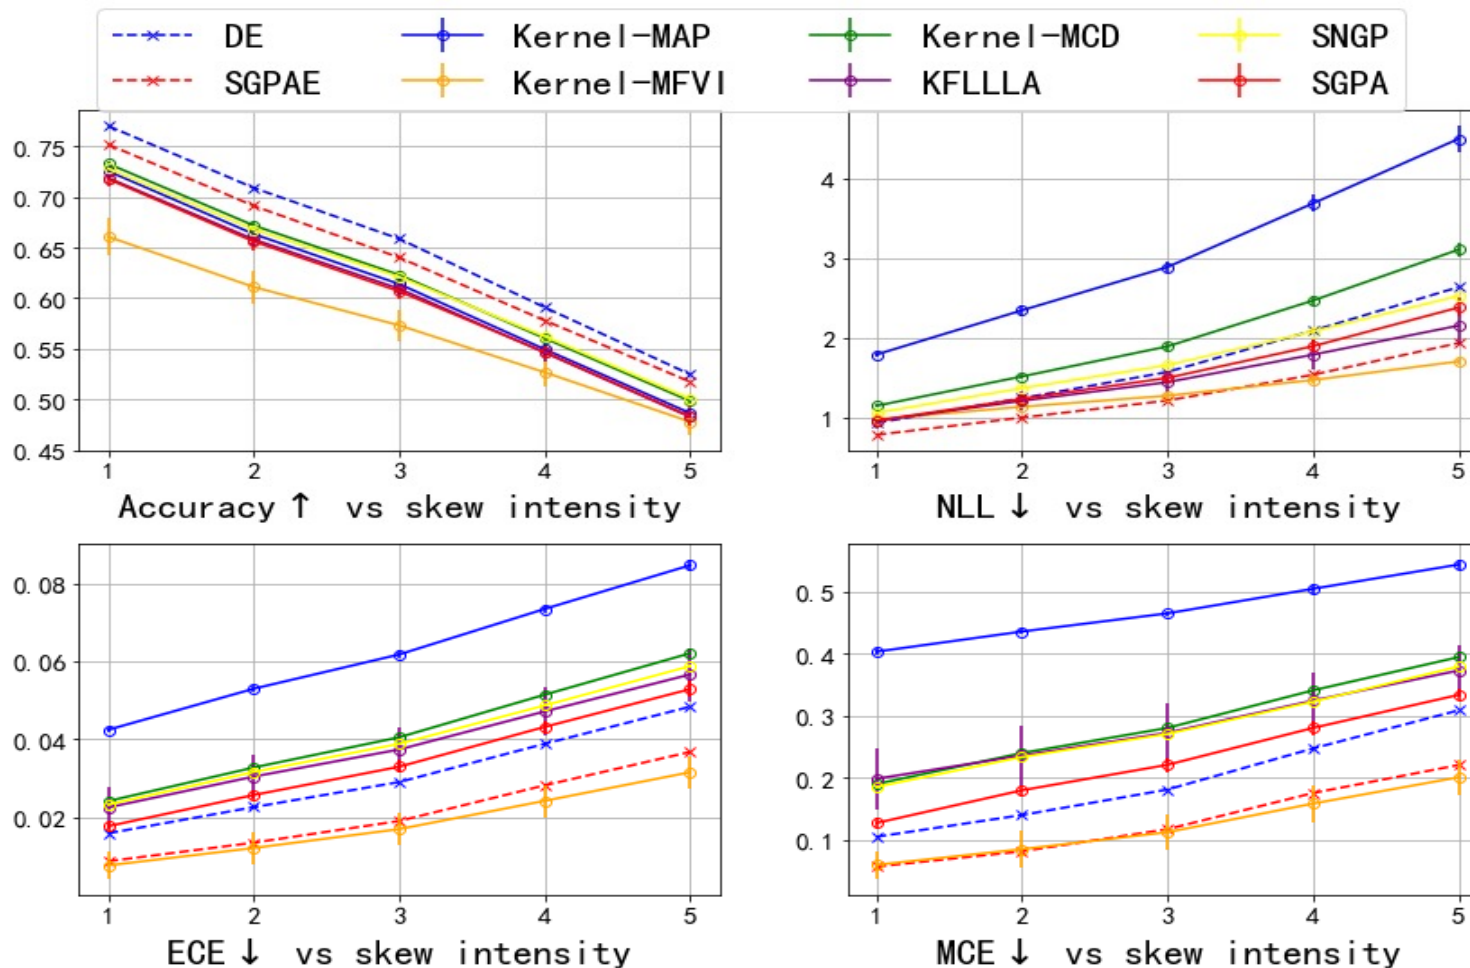 DE Kernel-MAP Kernel-MCD SNGP
SGPAE Kernel-MFVI KFLLLA SGPA
0.75
0.70
0.65
0.60
0.55
0.50
0.45
1 2 3 4 5
Accuracy ↑ vs skew intensity
4
3
2
1
1 2 3 4 5
NLL ↓ vs skew intensity
0.08
0.06
0.04
0.02
1 2 3 4 5
ECE ↓ vs skew intensity
0.5
0.4
0.3
0.2
0.1
1 2 3 4 5
MCE ↓ vs skew intensity